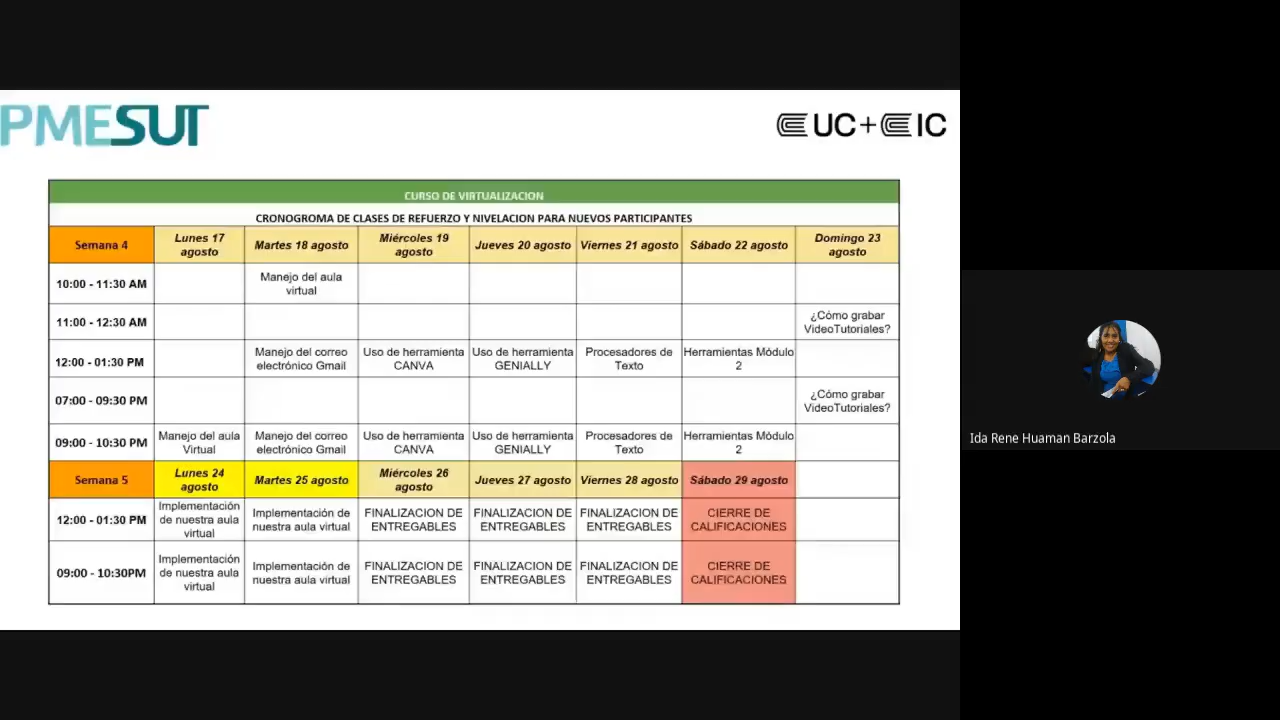 PMESUT
UC+ IC
CURSO DE VIRTUALIZACION
CRONOGROMA DE CLASES DE REFUERZO Y NIVELACION PARA NUEVOS PARTICIPANTES
Semana 4
Lunes 17
agosto
Martes 18 agosto
Miércoles 19
agosto
Jueves 20 agosto
Viernes 21 agosto
Sábado 22 agosto
Domingo 23
agosto
10:00 - 11:30 AM
Manejo del aula
virtual
11:00 - 12:30 AM
¿Cómo grabar
VideoTutoriales?
12:00 - 01:30 PM
Manejo del correo
electrónico Gmail
Uso de herramienta
CANVA
Uso de herramienta
GENIALLY
Procesadores de
Texto
Herramientas Módulo
2
07:00 - 09:30 PM
¿Cómo grabar
VideoTutoriales?
09:00 - 10:30 PM
Manejo del aula
Virtual
Manejo del correo
electrónico Gmail
Uso de herramienta
CANVA
Uso de herramienta
GENIALLY
Procesadores de
Texto
Herramientas Módulo
2
Semana 5
Lunes 24
agosto
Martes 25 agosto
Miércoles 26
agosto
Jueves 27 agosto
Viernes 28 agosto
Sábado 29 agosto
12:00 - 01:30 PM
Implementación
de nuestra aula
virtual
Implementación de
nuestra aula virtual
FINALIZACION DE
ENTREGABLES
FINALIZACION DE
ENTREGABLES
FINALIZACION DE
ENTREGABLES
CIERRE DE
CALIFICACIONES
09:00 - 10:30PM
Implementación
de nuestra aula
virtual
Implementación de
nuestra aula virtual
FINALIZACION DE
ENTREGABLES
FINALIZACION DE
ENTREGABLES
FINALIZACION DE
ENTREGABLES
CIERRE DE
CALIFICACIONES
Ida Rene Huaman Barzola